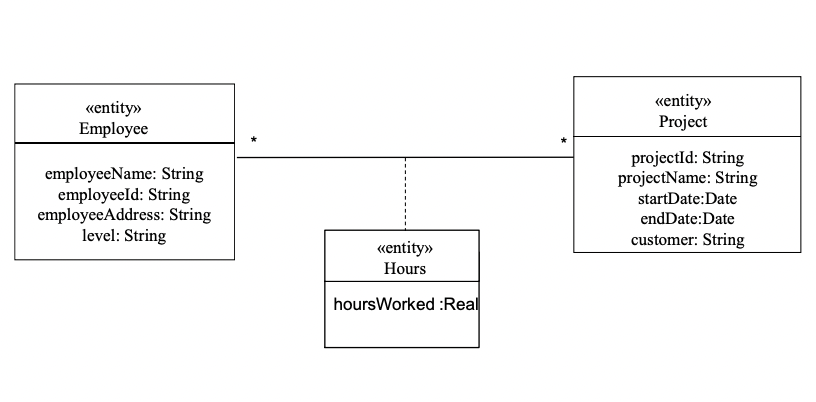 «entity»
Employee
employeeName: String
employeeId: String
employeeAddress: String
level: String
*
*
«entity»
Project
projectId: String
projectName: String
startDate:Date
endDate:Date
customer: String
«entity»
Hours
hoursWorked :Real